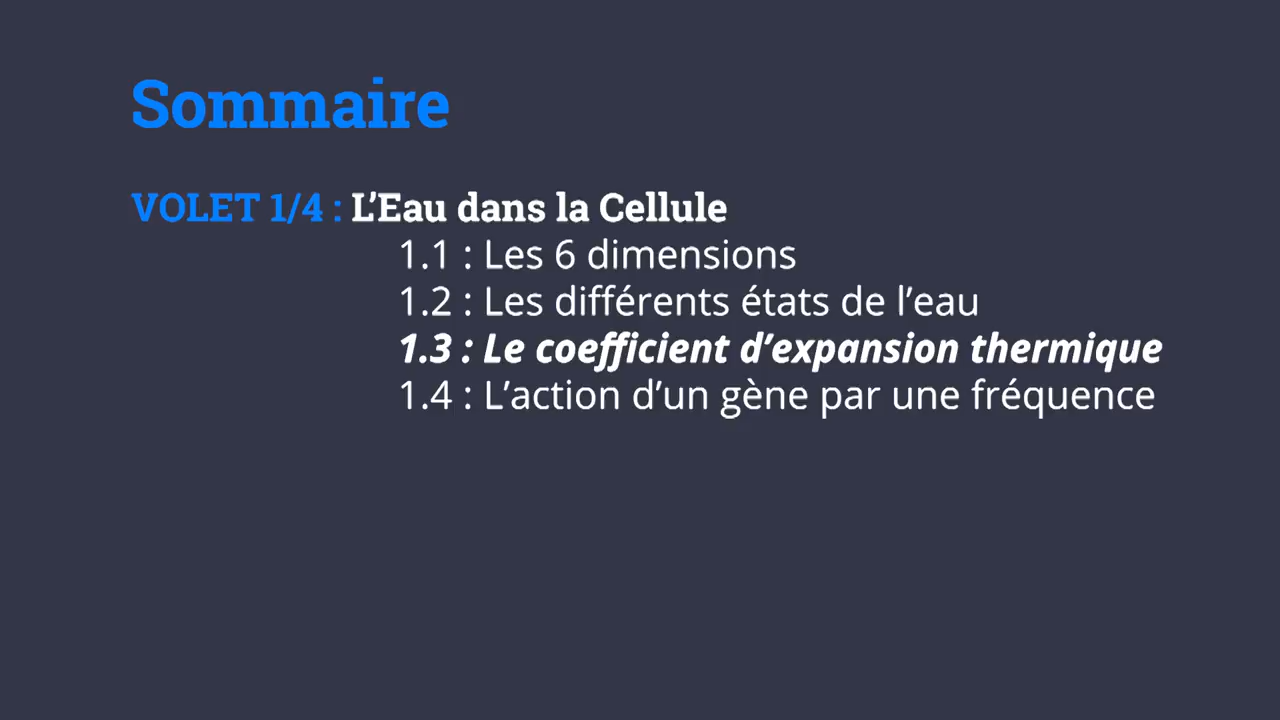 Sommaire
VOLET 1/4 : L’Eau dans la Cellule
1.1 : Les 6 dimensions
1.2 : Les différents états de l’eau
1.3 : Le coefficient d’expansion thermique
1.4 : L’action d’un gène par une fréquence